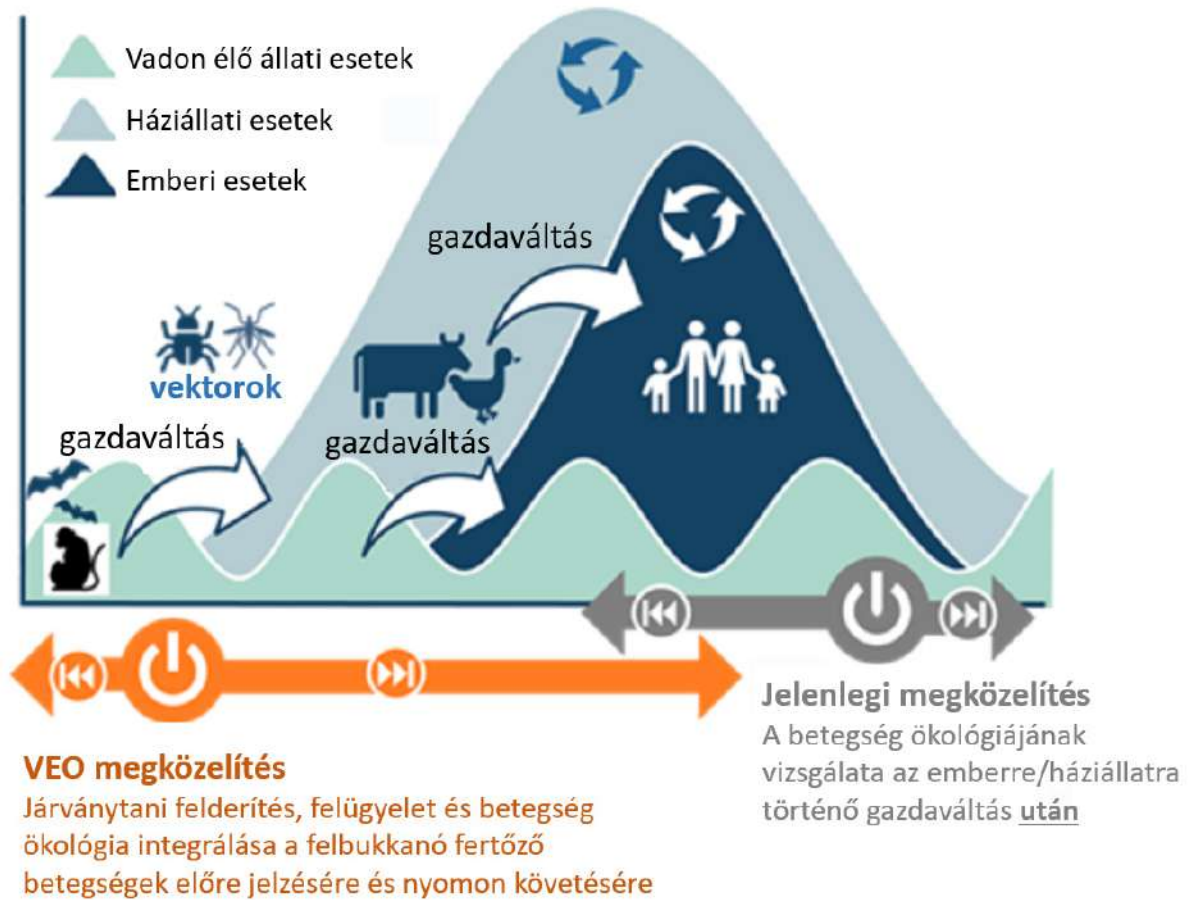 Vadon élő állati esetek
Háziállati esetek
Emberi esetek
gazdaváltás
vektorok
gazdaváltás
gazdaváltás
VEO megközelítés
Járványtani felderítés, felügyelet és betegség
ökológia integrálása a felbukkanó fertőző
betegségek előre jelzésére és nyomon követésére
Jelenlegi megközelítés
A betegség ökológiájának
vizsgálata az emberre/háziállatra
történő gazdaváltás után